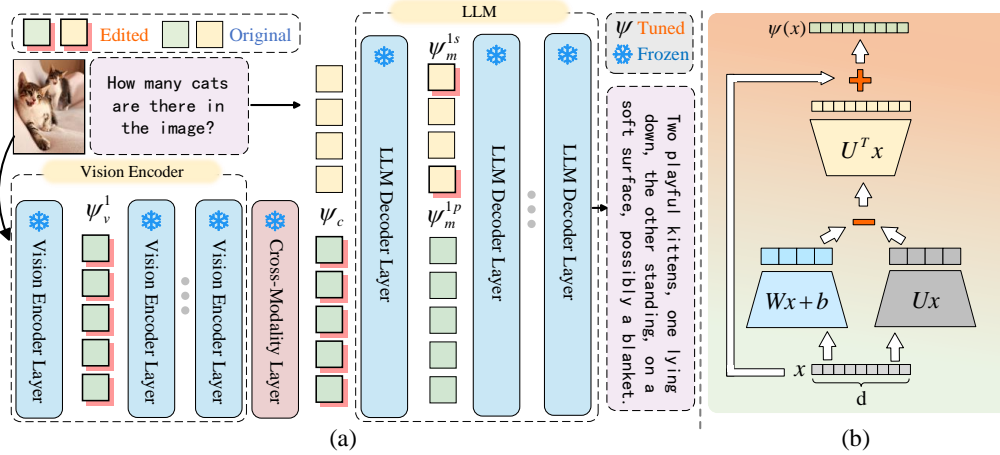 Edited
Original
LLM
ψ Tuned
Frozen
How many cats
are there in
the image?
Vision Encoder
Vision Encoder Layer
ψ_v^1
Vision Encoder Layer
Vision Encoder Layer
Cross-Modality Layer
ψ_c
LLM Decoder Layer
ψ_m^{1s}
ψ_m^{1p}
LLM Decoder Layer
LLM Decoder Layer
Two playful kittens, one lying
down, the other standing, on a
soft surface, possibly a blanket.
(a)
ψ(x)
U^T x
Wx+b
Ux
x
d
(b)